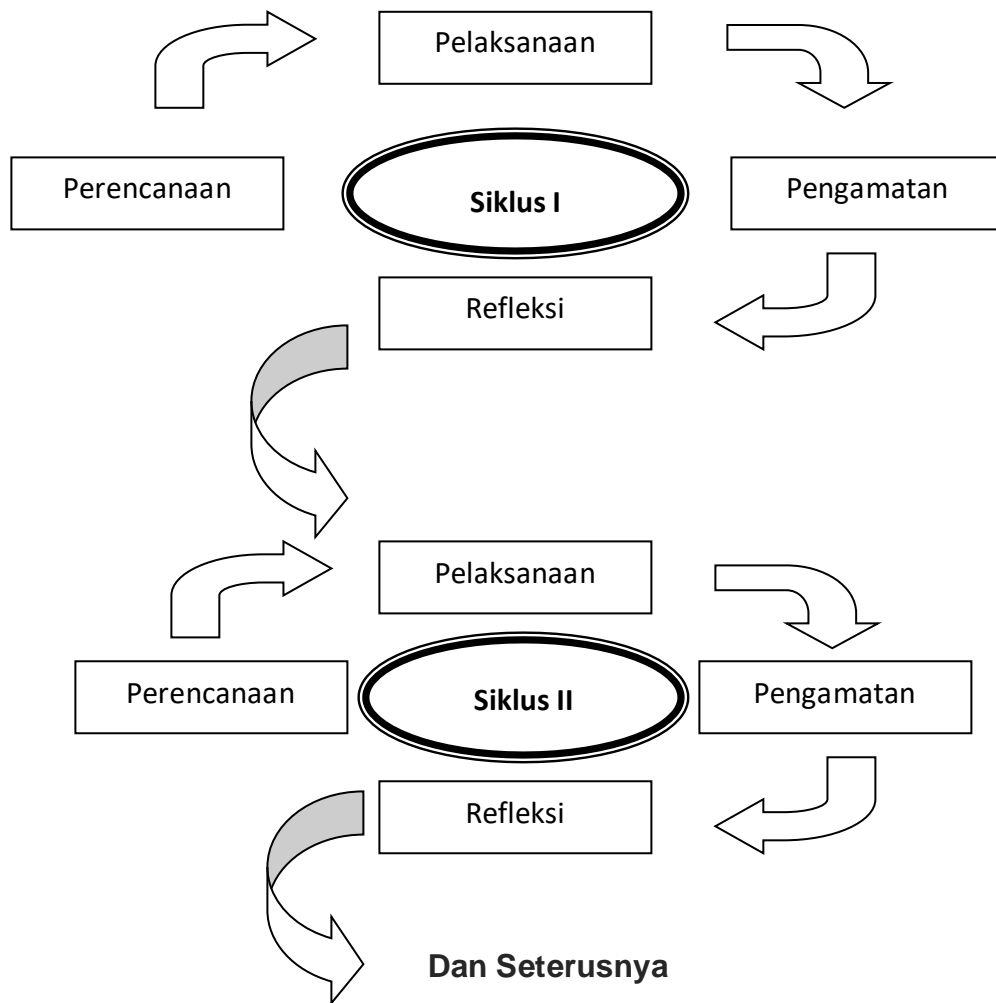 Pelaksanaan
Perencanaan
Siklus I
Pengamatan
Refleksi
Pelaksanaan
Perencanaan
Siklus II
Pengamatan
Refleksi
Dan Seterusnya